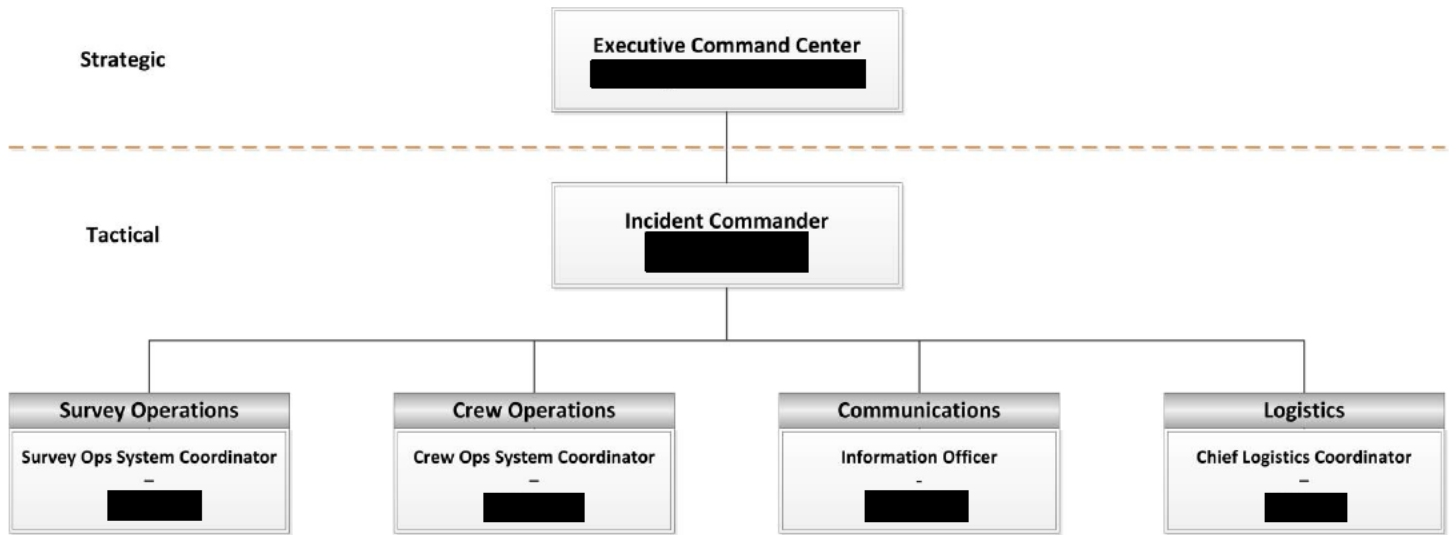 Strategic
Executive Command Center
Tactical
Incident Commander
Survey Operations
Crew Operations
Communications
Logistics
Survey Ops System Coordinator
–
Crew Ops System Coordinator
–
Information Officer
-
Chief Logistics Coordinator
–